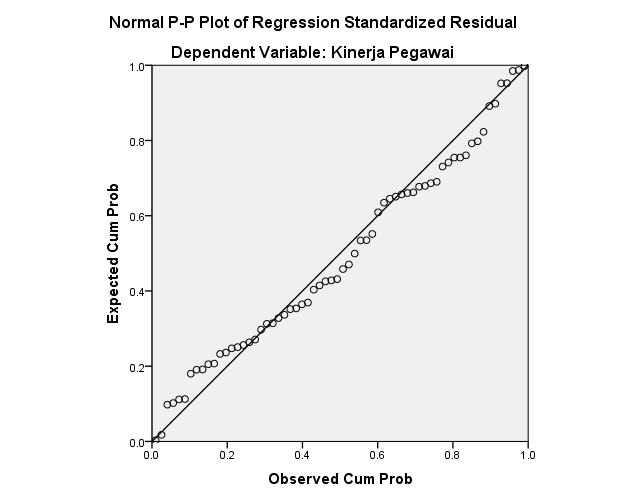 Normal P-P Plot of Regression Standardized Residual
Dependent Variable: Kinerja Pegawai
Expected Cum Prob
1.0
0.8
0.6
0.4
0.2
0.0
0.0 0.2 0.4 0.6 0.8 1.0
Observed Cum Prob